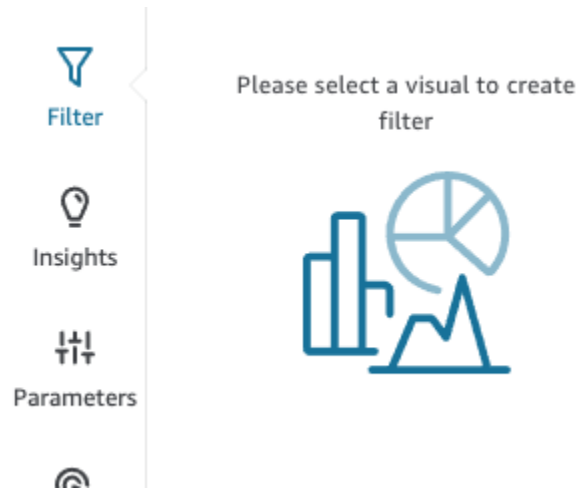 Filter
Insights
Parameters
Please select a visual to create
filter